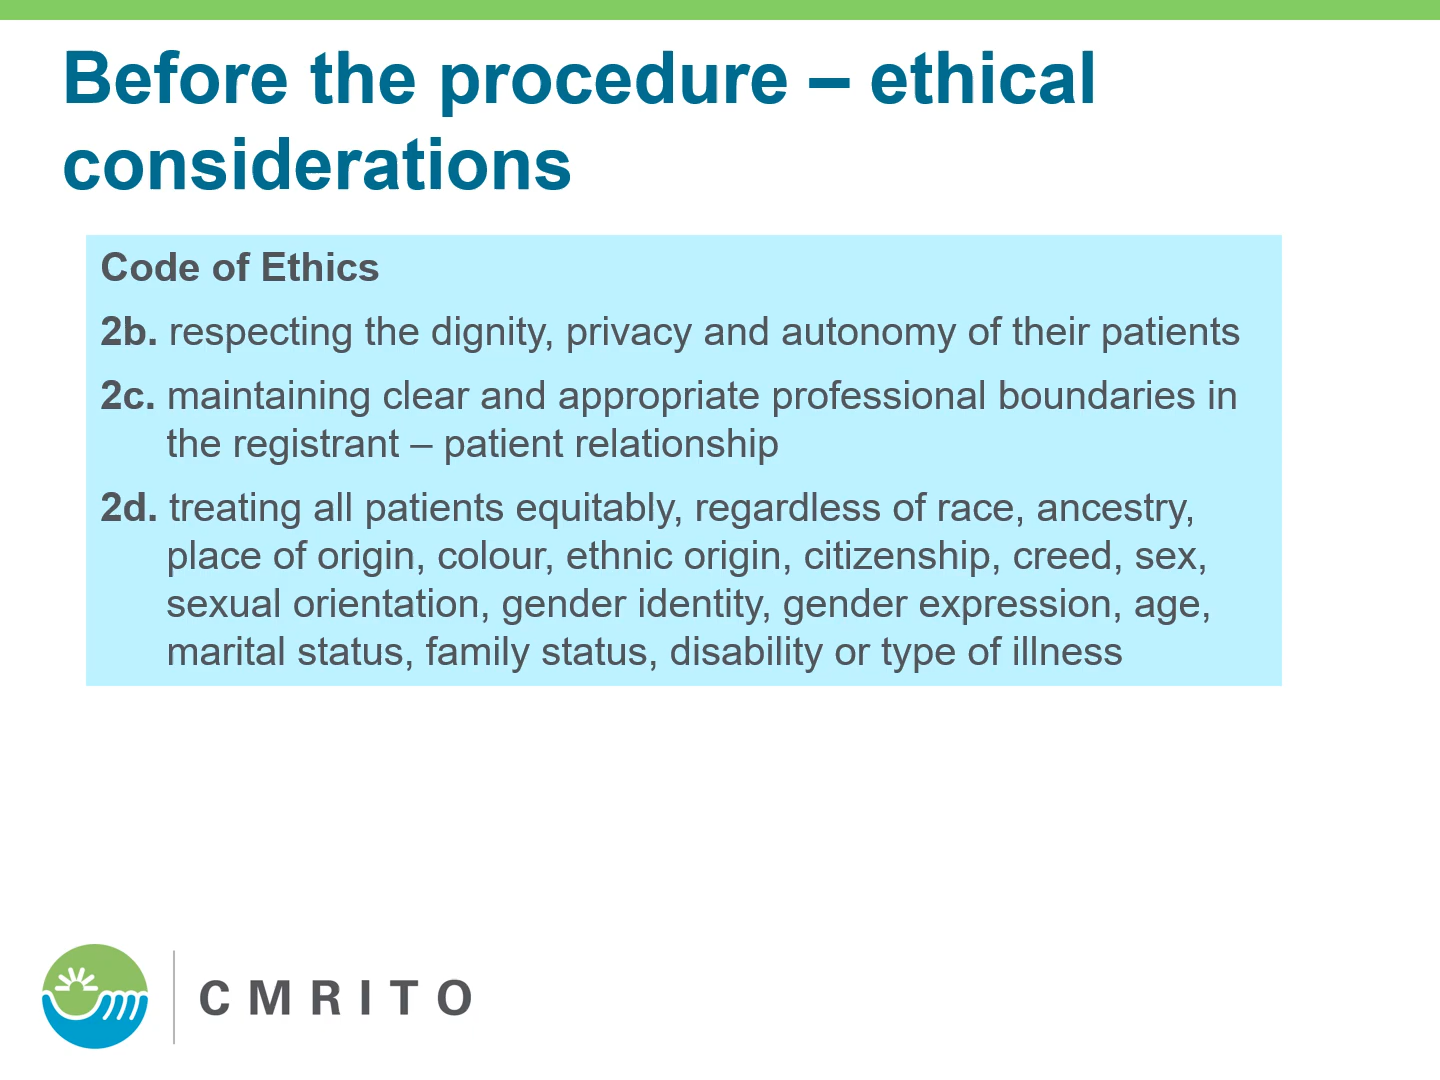 Before the procedure – ethical
considerations
Code of Ethics
2b. respecting the dignity, privacy and autonomy of their patients
2c. maintaining clear and appropriate professional boundaries in
the registrant – patient relationship
2d. treating all patients equitably, regardless of race, ancestry,
place of origin, colour, ethnic origin, citizenship, creed, sex,
sexual orientation, gender identity, gender expression, age,
marital status, family status, disability or type of illness
CMRITO